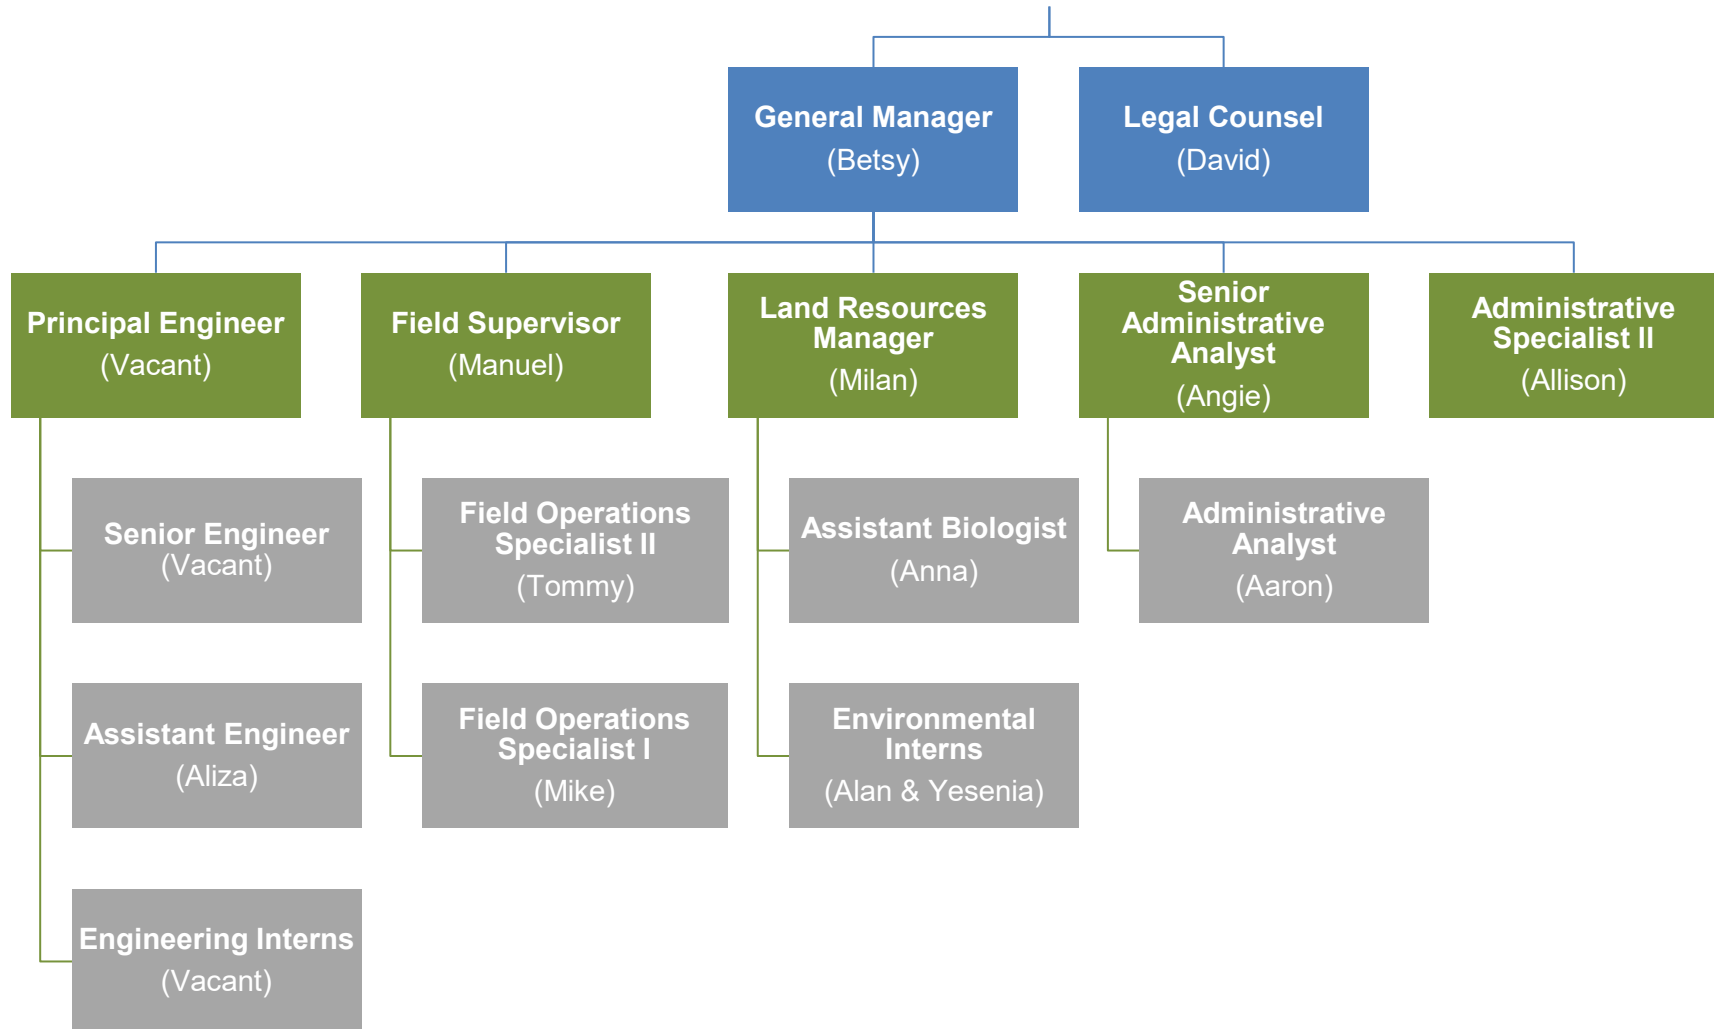 General Manager
(Betsy)
Legal Counsel
(David)
Principal Engineer
(Vacant)
Field Supervisor
(Manuel)
Land Resources
Manager
(Milan)
Senior
Administrative
Analyst
(Angie)
Administrative
Specialist II
(Allison)
Senior Engineer
(Vacant)
Field Operations
Specialist II
(Tommy)
Assistant Biologist
(Anna)
Administrative
Analyst
(Aaron)
Assistant Engineer
(Aliza)
Field Operations
Specialist I
(Mike)
Environmental
Interns
(Alan & Yesenia)
Engineering Interns
(Vacant)